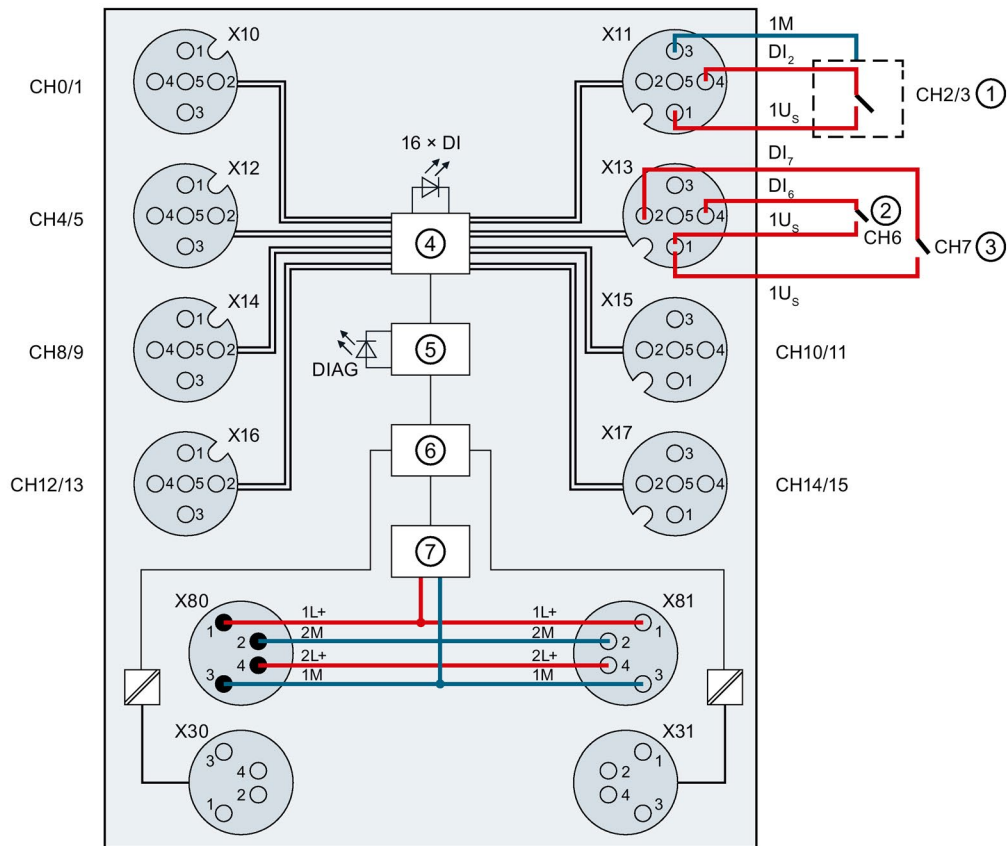 X10
1
4 5 2
3
CH0/1
X11
3
2 5 4
1
1M
DI2
1Us
CH2/3 1
16 × DI
X12
1
4 5 2
3
CH4/5
4
X13
3
2 5 4
1
DI7
DI6
1Us
2
CH6
CH7 3
1Us
X14
1
4 5 2
3
CH8/9
DIAG
5
X15
3
2 5 4
1
CH10/11
X16
1
4 5 2
3
CH12/13
6
X17
3
2 5 4
1
CH14/15
7
X80
1
2
4
3
1L+ 1L+
2M 2M
2L+ 2L+
1M 1M
X81
1
2
4
3
X30
3
4
2
1
X31
1
2
4
3